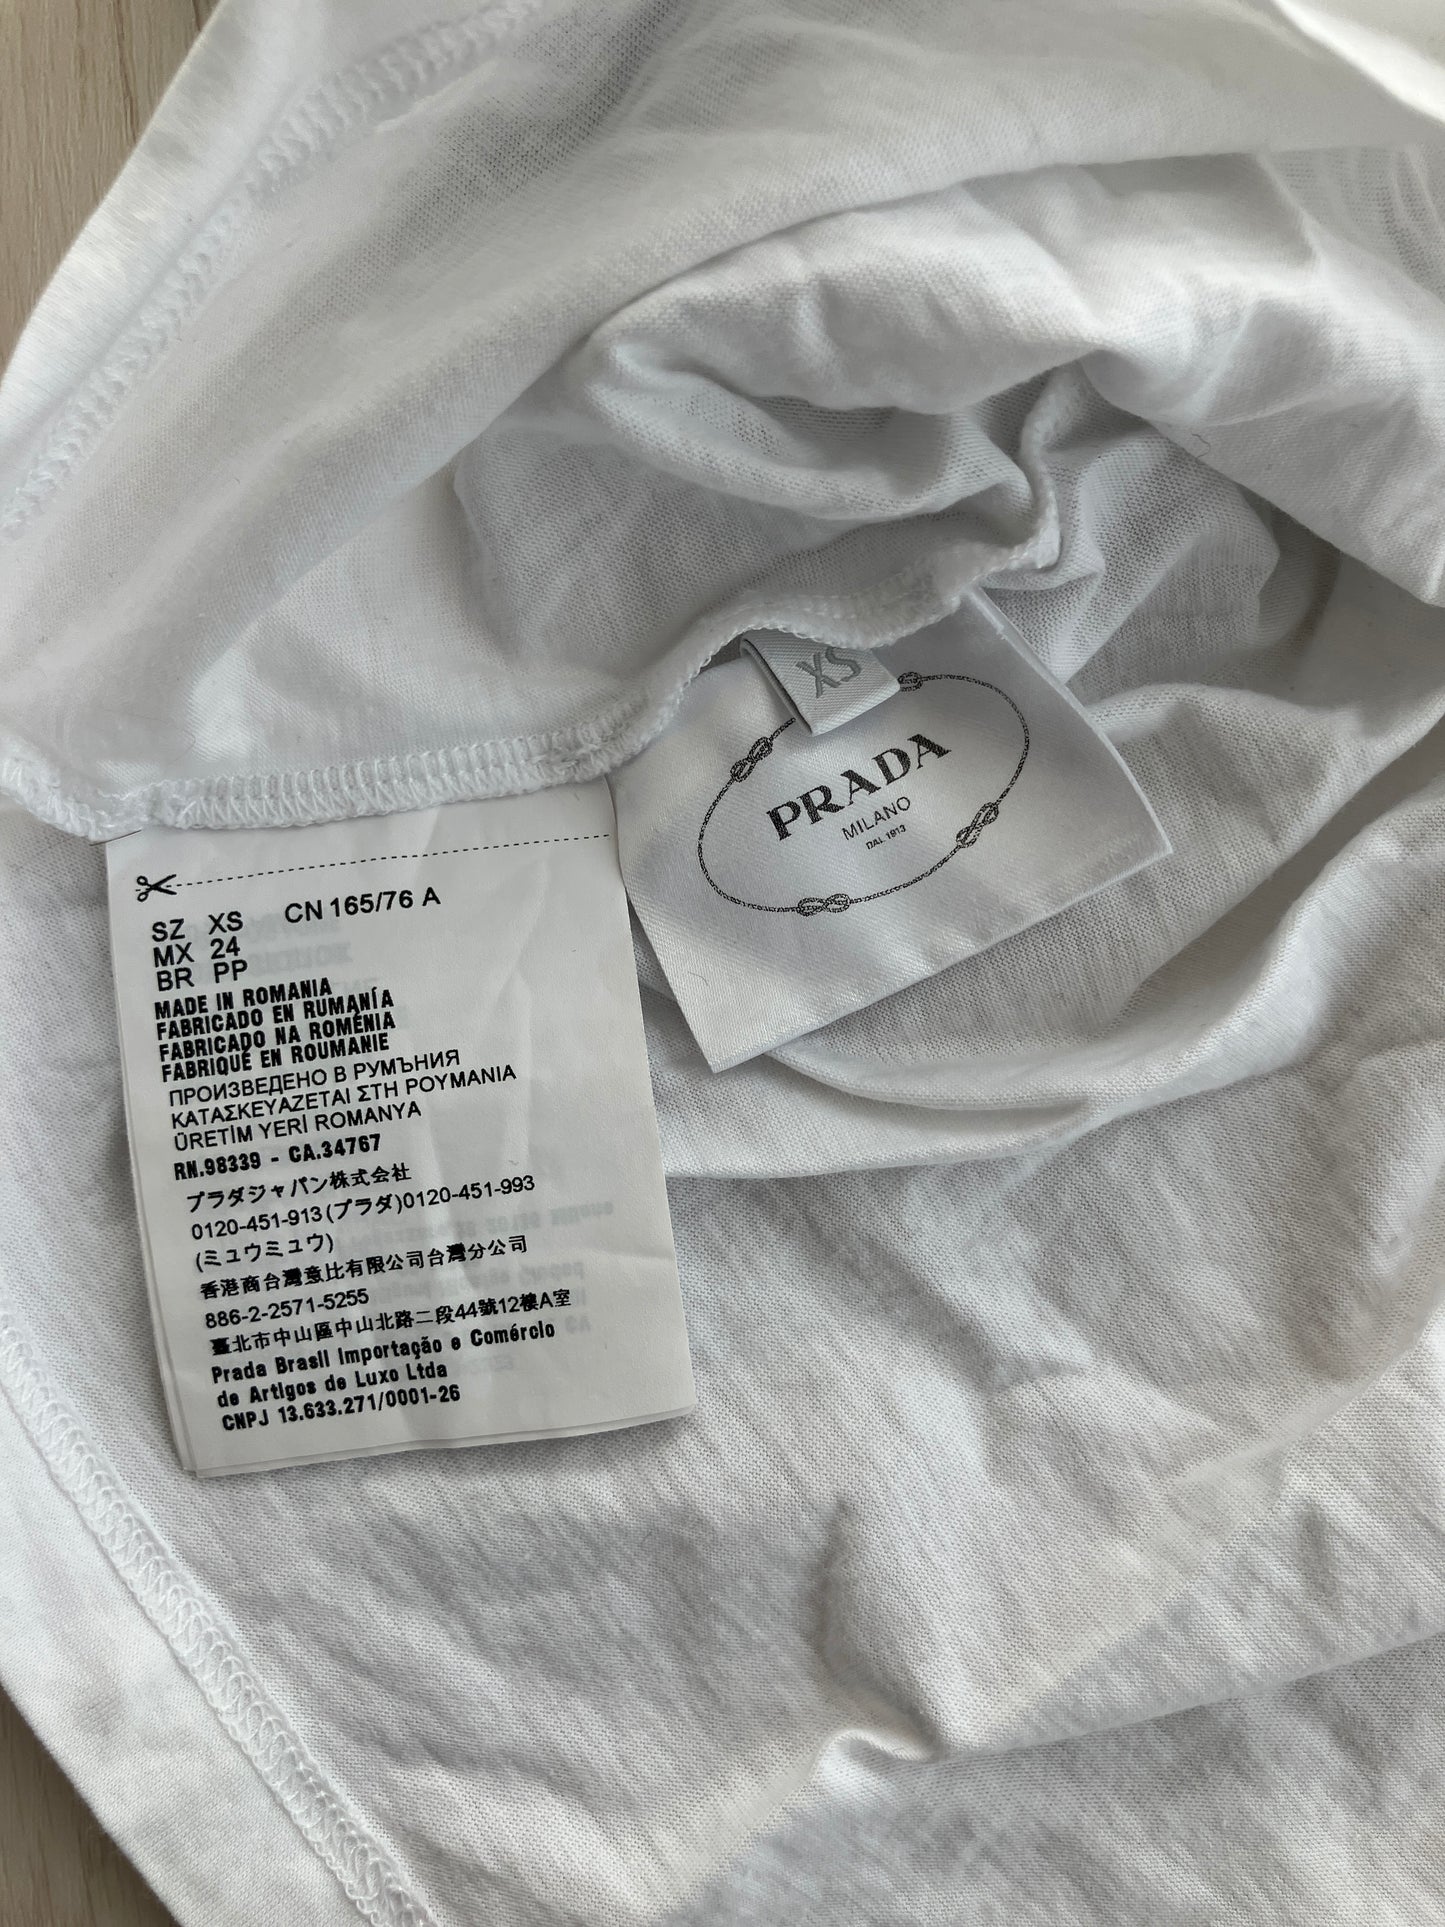 XS
PRADA
MILANO
DAL 1913
SZ XS CN 165/76 A
MX 24
BR PP
MADE IN ROMANIA
FABRICADO EN RUMANÍA
FABRICADO NA ROMÉNIA
FABRIQUÉ EN ROUMANIE
ПРОИЗВЕДЕНО В РУМЪНИЯ
ΚΑΤΑΣΚΕΥΑΖΕΤΑΙ ΣΤΗ ΡΟΥΜΑΝΙΑ
ÜRETİM YERİ ROMANYA
RN.98339 - CA.34767
プラダジャパン株式会社
0120-451-913(プラダ)0120-451-993
(ミュウミュウ)
香港商台灣意比有限公司台灣分公司
886-2-2571-5255
臺北市中山區中山北路二段44號12樓A室
Prada Brasil Importação e Comércio
de Artigos de Luxo Ltda
CNPJ 13.633.271/0001-26